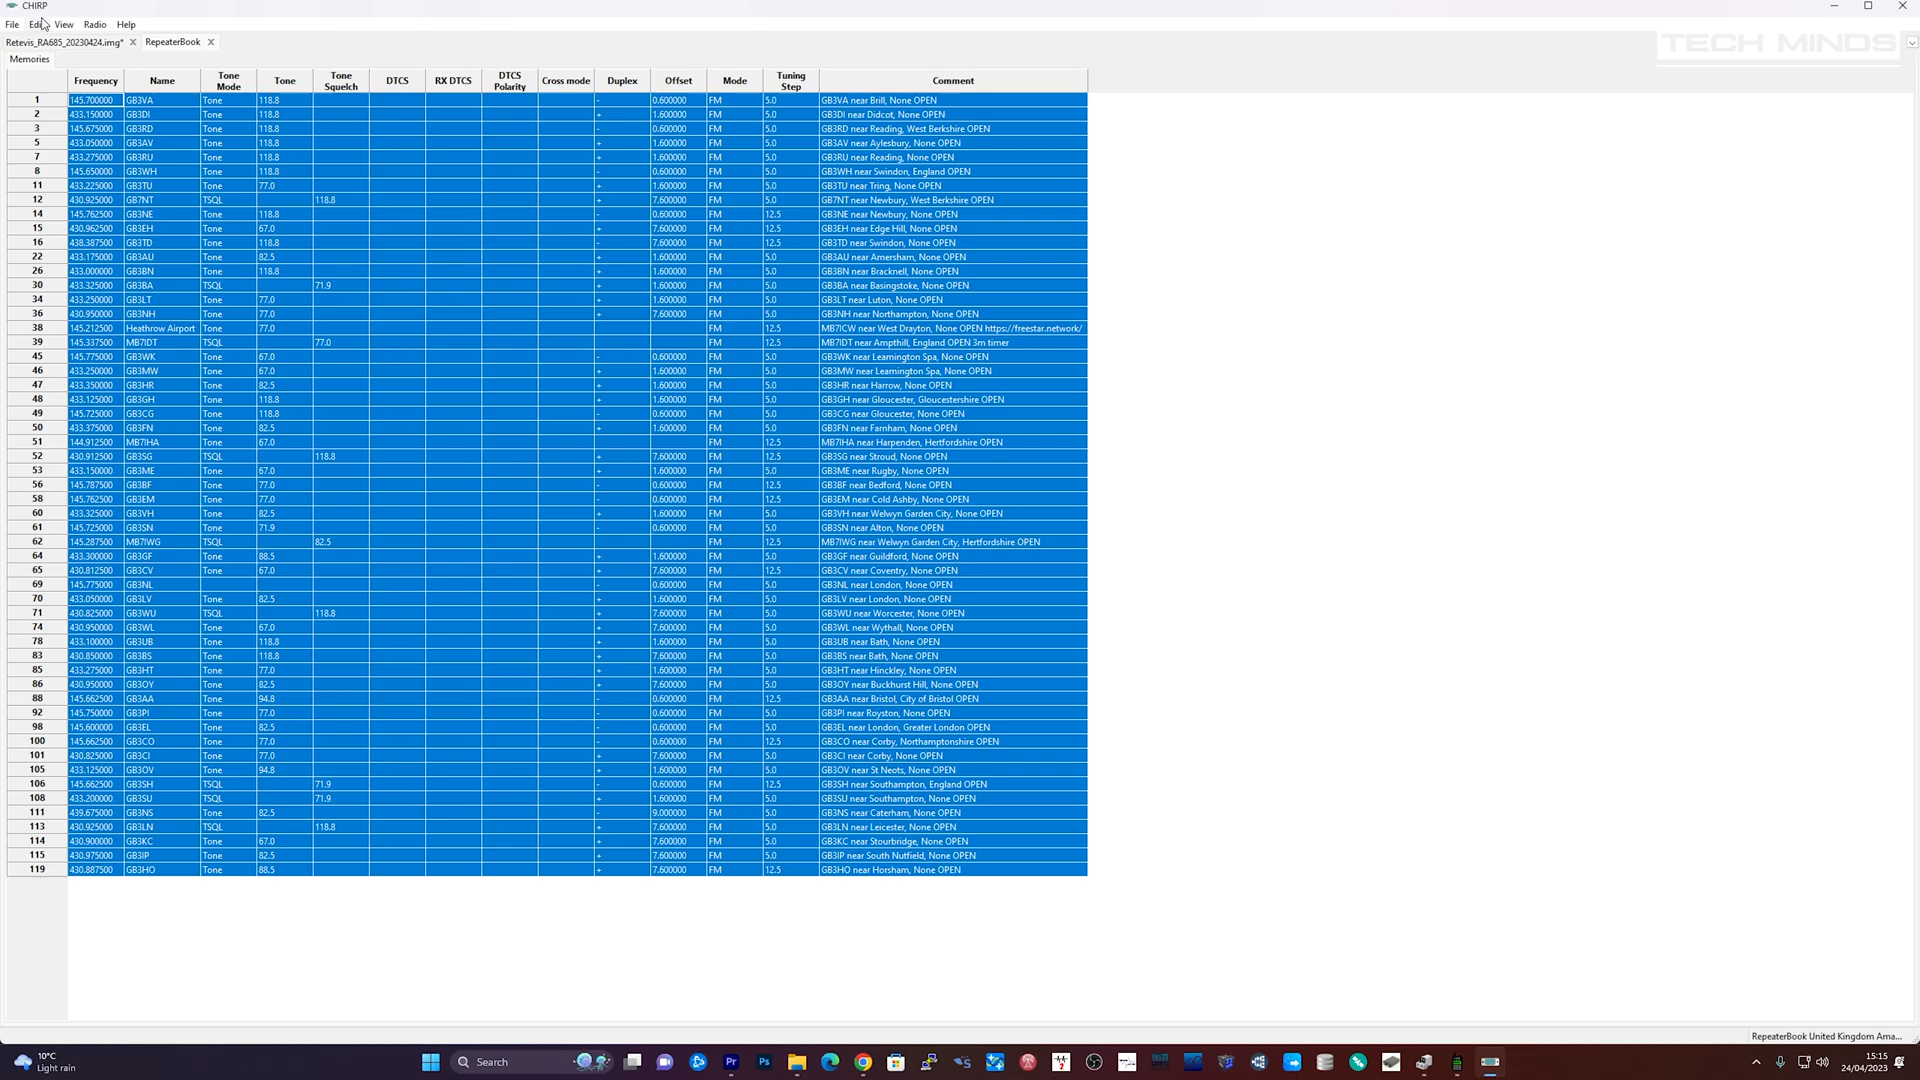 CHIRP
File Edi View Radio Help
Retevis_RA685_20230424.img* RepeaterBook
TECH MINDS
Memories
Frequency Name Tone Mode Tone Tone Squelch DTCS RX DTCS DTCS Polarity Cross mode Duplex Offset Mode Tuning Step Comment
1 145.700000 GB3VA Tone 118.8 - 0.600000 FM 5.0 GB3VA near Brill, None OPEN
2 433.150000 GB3DI Tone 118.8 + 1.600000 FM 5.0 GB3DI near Didcot, None OPEN
3 145.675000 GB3RD Tone 118.8 - 0.600000 FM 5.0 GB3RD near Reading, West Berkshire OPEN
5 433.050000 GB3AV Tone 118.8 + 1.600000 FM 5.0 GB3AV near Aylesbury, None OPEN
7 433.275000 GB3RU Tone 118.8 + 1.600000 FM 5.0 GB3RU near Reading, None OPEN
8 145.650000 GB3WH Tone 118.8 - 0.600000 FM 5.0 GB3WH near Swindon, England OPEN
11 433.225000 GB3TU Tone 77.0 + 1.600000 FM 5.0 GB3TU near Tring, None OPEN
12 430.925000 GB7NT TSQL 118.8 + 7.600000 FM 5.0 GB7NT near Newbury, West Berkshire OPEN
14 145.762500 GB3NE Tone 118.8 - 0.600000 FM 12.5 GB3NE near Newbury, None OPEN
15 430.962500 GB3EH Tone 67.0 + 7.600000 FM 12.5 GB3EH near Edge Hill, None OPEN
16 438.387500 GB3TD Tone 118.8 - 7.600000 FM 12.5 GB3TD near Swindon, None OPEN
22 433.175000 GB3AU Tone 82.5 + 1.600000 FM 5.0 GB3AU near Amersham, None OPEN
26 433.000000 GB3BN Tone 118.8 + 1.600000 FM 5.0 GB3BN near Bracknell, None OPEN
30 433.325000 GB3BA TSQL 71.9 + 1.600000 FM 5.0 GB3BA near Basingstoke, None OPEN
34 433.250000 GB3LT Tone 77.0 + 1.600000 FM 5.0 GB3LT near Luton, None OPEN
36 430.950000 GB3NH Tone 77.0 + 7.600000 FM 5.0 GB3NH near Northampton, None OPEN
38 145.212500 Heathrow Airport Tone 77.0 FM 12.5 MB7ICW near West Drayton, None OPEN https://freestar.network/
39 145.337500 MB7IDT TSQL 77.0 FM 12.5 MB7IDT near Ampthill, England OPEN 3m timer
45 145.775000 GB3WK Tone 67.0 - 0.600000 FM 5.0 GB3WK near Leamington Spa, None OPEN
46 433.250000 GB3MW Tone 67.0 + 1.600000 FM 5.0 GB3MW near Leamington Spa, None OPEN
47 433.350000 GB3HR Tone 82.5 + 1.600000 FM 5.0 GB3HR near Harrow, None OPEN
48 433.125000 GB3GH Tone 118.8 + 1.600000 FM 5.0 GB3GH near Gloucester, Gloucestershire OPEN
49 145.725000 GB3CG Tone 118.8 - 0.600000 FM 5.0 GB3CG near Gloucester, None OPEN
50 433.375000 GB3FN Tone 82.5 + 1.600000 FM 5.0 GB3FN near Farnham, None OPEN
51 144.912500 MB7IHA Tone 67.0 FM 12.5 MB7IHA near Harpenden, Hertfordshire OPEN
52 430.912500 GB3SG TSQL 118.8 + 7.600000 FM 12.5 GB3SG near Stroud, None OPEN
53 433.150000 GB3ME Tone 67.0 + 1.600000 FM 5.0 GB3ME near Rugby, None OPEN
56 145.787500 GB3BF Tone 77.0 - 0.600000 FM 12.5 GB3BF near Bedford, None OPEN
58 145.762500 GB3EM Tone 77.0 - 0.600000 FM 12.5 GB3EM near Cold Ashby, None OPEN
60 433.325000 GB3VH Tone 82.5 + 1.600000 FM 5.0 GB3VH near Welwyn Garden City, None OPEN
61 145.725000 GB3SN Tone 71.9 - 0.600000 FM 5.0 GB3SN near Alton, None OPEN
62 145.287500 MB7IWG TSQL 82.5 FM 12.5 MB7IWG near Welwyn Garden City, Hertfordshire OPEN
64 433.300000 GB3GF Tone 88.5 + 1.600000 FM 5.0 GB3GF near Guildford, None OPEN
65 430.812500 GB3CV Tone 67.0 + 7.600000 FM 12.5 GB3CV near Coventry, None OPEN
69 145.775000 GB3NL - 0.600000 FM 5.0 GB3NL near London, None OPEN
70 433.050000 GB3LV Tone 82.5 + 1.600000 FM 5.0 GB3LV near London, None OPEN
71 430.825000 GB3WU TSQL 118.8 + 7.600000 FM 5.0 GB3WU near Worcester, None OPEN
74 430.950000 GB3WL Tone 67.0 + 7.600000 FM 5.0 GB3WL near Wythall, None OPEN
78 433.100000 GB3UB Tone 118.8 + 1.600000 FM 5.0 GB3UB near Bath, None OPEN
83 430.850000 GB3BS Tone 118.8 + 7.600000 FM 5.0 GB3BS near Bath, None OPEN
85 433.275000 GB3HT Tone 77.0 + 1.600000 FM 5.0 GB3HT near Hinckley, None OPEN
86 430.950000 GB3OY Tone 82.5 + 7.600000 FM 5.0 GB3OY near Buckhurst Hill, None OPEN
88 145.662500 GB3AA Tone 94.8 - 0.600000 FM 12.5 GB3AA near Bristol, City of Bristol OPEN
92 145.750000 GB3PI Tone 77.0 - 0.600000 FM 5.0 GB3PI near Royston, None OPEN
98 145.600000 GB3EL Tone 82.5 - 0.600000 FM 5.0 GB3EL near London, Greater London OPEN
100 145.662500 GB3CO Tone 77.0 - 0.600000 FM 12.5 GB3CO near Corby, Northamptonshire OPEN
101 430.825000 GB3CI Tone 77.0 + 7.600000 FM 5.0 GB3CI near Corby, None OPEN
105 433.125000 GB3OV Tone 94.8 + 1.600000 FM 5.0 GB3OV near St Neots, None OPEN
106 145.662500 GB3SH TSQL 71.9 - 0.600000 FM 12.5 GB3SH near Southampton, England OPEN
108 433.200000 GB3SU TSQL 71.9 + 1.600000 FM 5.0 GB3SU near Southampton, None OPEN
111 439.675000 GB3NS Tone 82.5 - 9.000000 FM 5.0 GB3NS near Caterham, None OPEN
113 430.925000 GB3LN TSQL 118.8 + 7.600000 FM 5.0 GB3LN near Leicester, None OPEN
114 430.900000 GB3KC Tone 67.0 + 7.600000 FM 5.0 GB3KC near Stourbridge, None OPEN
115 430.975000 GB3IP Tone 82.5 + 7.600000 FM 5.0 GB3IP near South Nutfield, None OPEN
119 430.887500 GB3HO Tone 88.5 + 7.600000 FM 12.5 GB3HO near Horsham, None OPEN
RepeaterBook United Kingdom Ama...
10°C
Light rain
Search
Pr Ps
15:15
24/04/2023